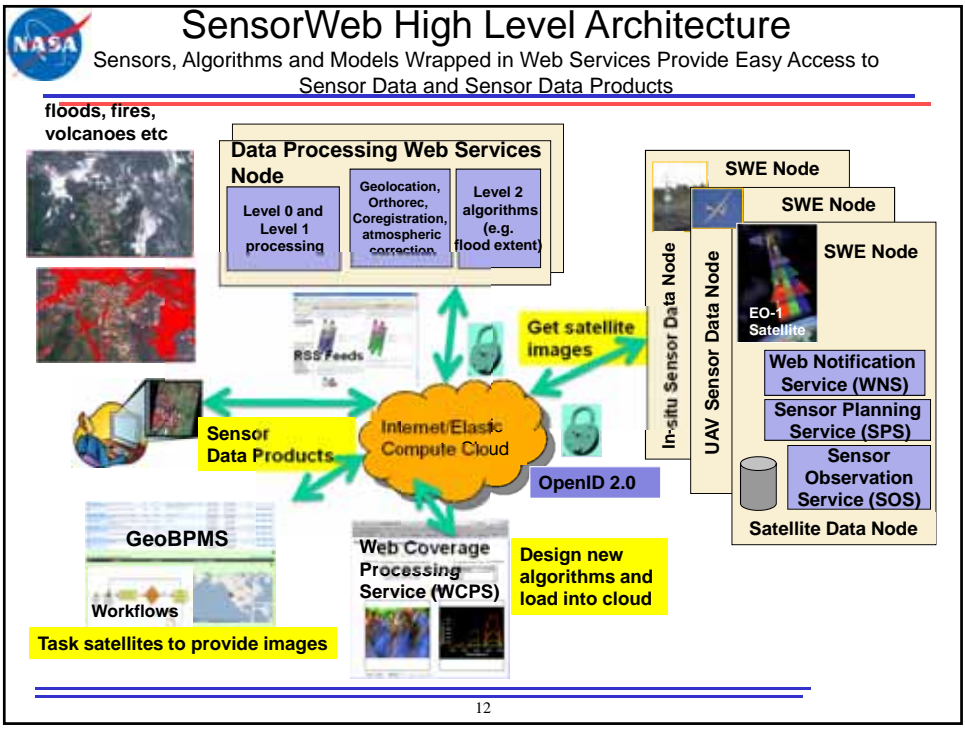 NASA
SensorWeb High Level Architecture
Sensors, Algorithms and Models Wrapped in Web Services Provide Easy Access to
Sensor Data and Sensor Data Products
floods, fires,
volcanoes etc
Data Processing Web Services
Node
Level 0 and
Level 1
processing
Geolocation,
Orthorec,
Coregistration,
atmospheric
correction
Level 2
algorithms
(e.g.
flood extent)
SWE Node
SWE Node
SWE Node
In-situ Sensor Data Node
UAV Sensor Data Node
EO-1
Satellite
Web Notification
Service (WNS)
Sensor Planning
Service (SPS)
Sensor
Observation
Service (SOS)
Satellite Data Node
RSS Feeds
Get satellite
images
Sensor
Data Products
Internet/Elastic
Compute Cloud
OpenID 2.0
GeoBPMS
Workflows
Task satellites to provide images
Web Coverage
Processing
Service (WCPS)
Design new
algorithms and
load into cloud
12